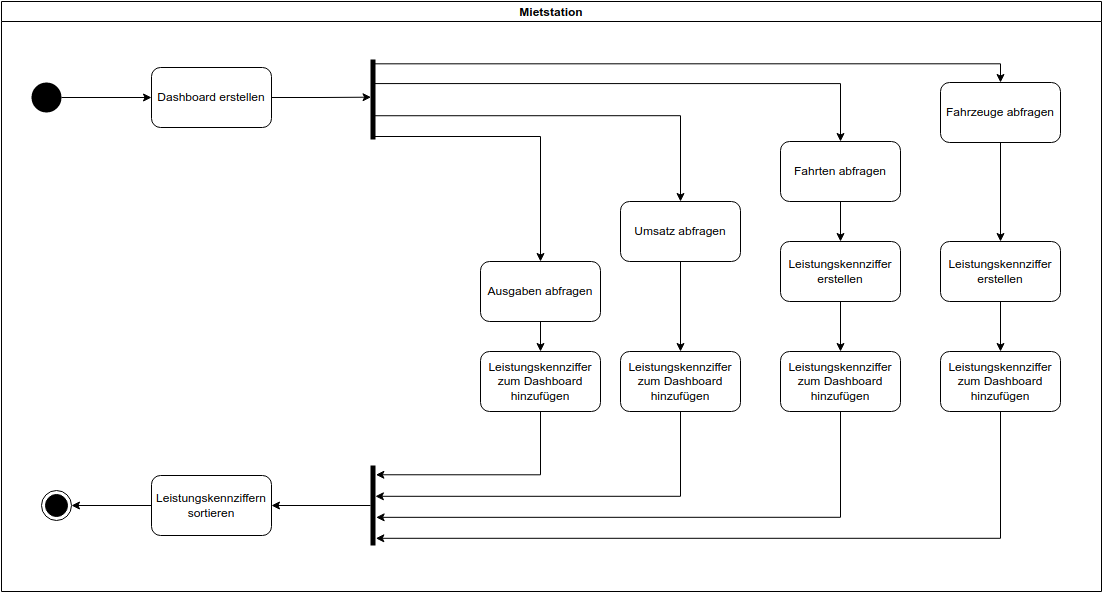 Mietstation
Dashboard erstellen
Fahrzeuge abfragen
Fahrten abfragen
Umsatz abfragen
Ausgaben abfragen
Leistungskennziffer
erstellen
Leistungskennziffer
erstellen
Leistungskennziffer
zum Dashboard
hinzufügen
Leistungskennziffer
zum Dashboard
hinzufügen
Leistungskennziffer
zum Dashboard
hinzufügen
Leistungskennziffer
zum Dashboard
hinzufügen
Leistungskennziffern
sortieren